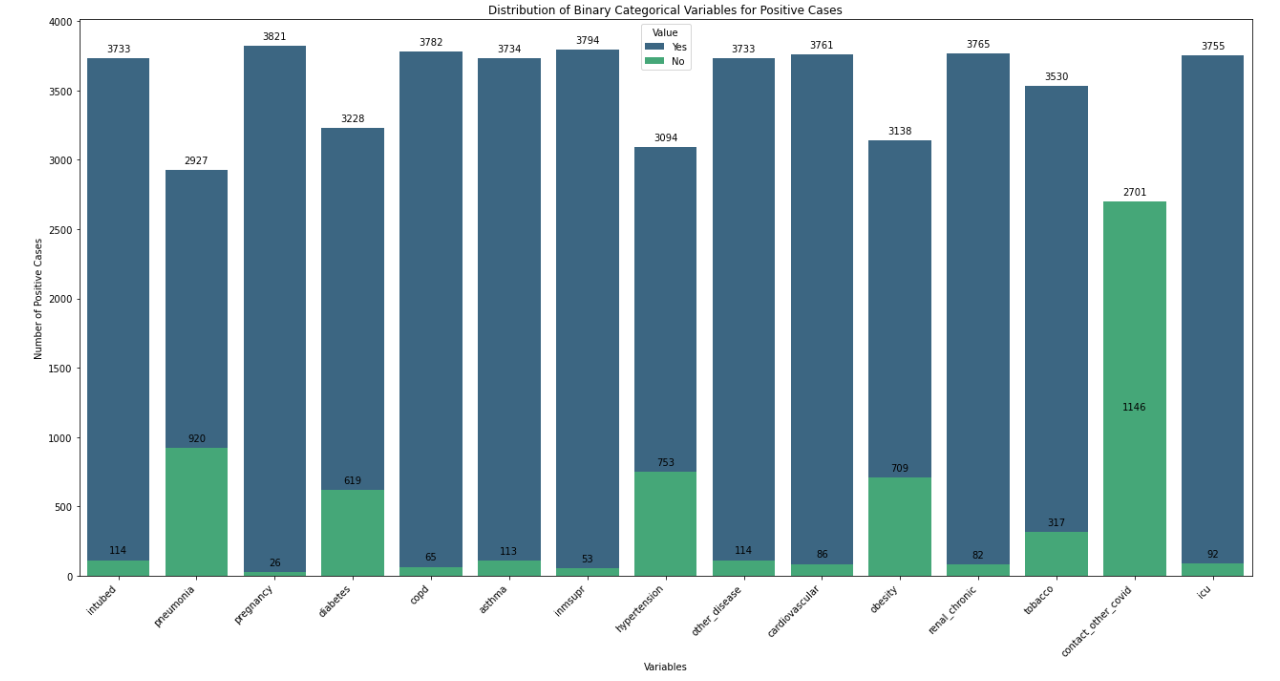 Distribution of Binary Categorical Variables for Positive Cases
Value
Yes
No
Number of Positive Cases
4000
3500
3000
2500
2000
1500
1000
500
0
3733
2927
3821
3228
3782
3734
3794
3094
3733
3761
3138
3765
3530
2701
3755
114
920
26
619
65
113
53
753
114
86
709
82
317
1146
92
intubed
pneumonia
pregnancy
diabetes
copd
asthma
inmsupr
hypertension
other_disease
cardiovascular
obesity
renal_chronic
tobacco
contact_other_covid
icu
Variables